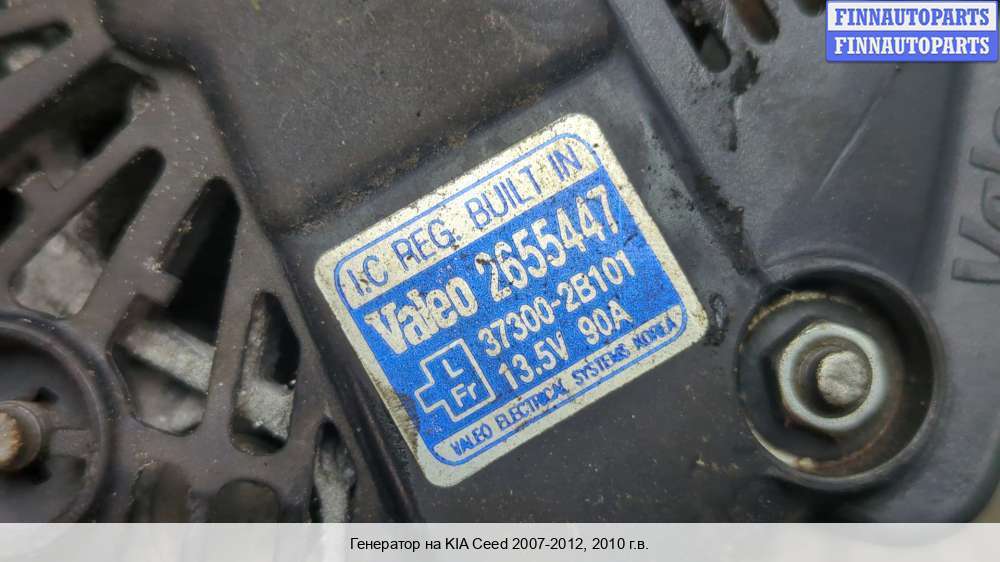 FINNAUTOPARTS
FINNAUTOPARTS
I.C REG. BUILT IN
Valeo 2655447
37300-2B101
13.5V 90A
L
Fr
VALEO ELECTRICAL SYSTEMS KOREA
Генератор на KIA Ceed 2007-2012, 2010 г.в.